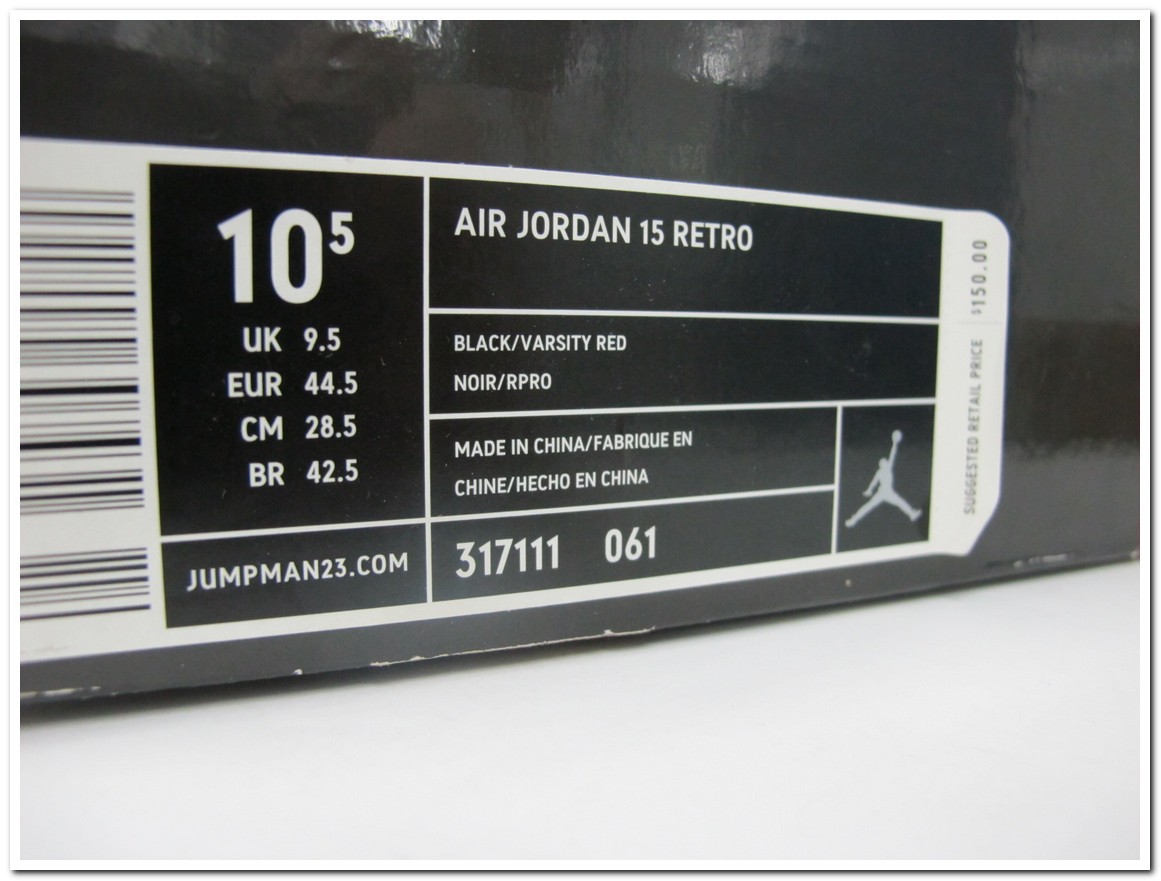 10⁵
UK 9.5
EUR 44.5
CM 28.5
BR 42.5
JUMPMAN23.COM
AIR JORDAN 15 RETRO
BLACK/VARSITY RED
NOIR/RPRO
MADE IN CHINA/FABRIQUE EN
CHINE/HECHO EN CHINA
317111 061
SUGGESTED RETAIL PRICE $150.00